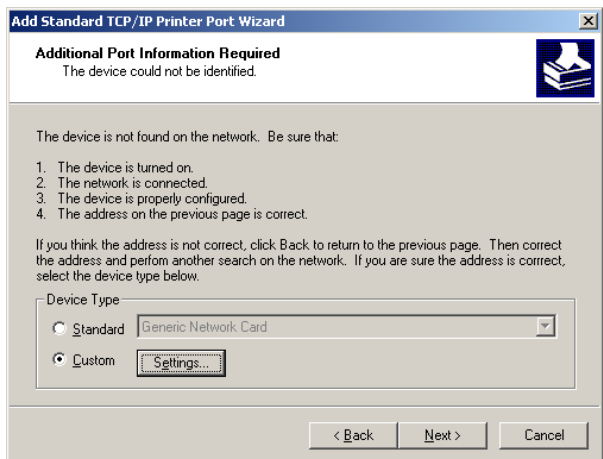 Add Standard TCP/IP Printer Port Wizard
Additional Port Information Required
The device could not be identified.
The device is not found on the network. Be sure that:
1. The device is turned on.
2. The network is connected.
3. The device is properly configured.
4. The address on the previous page is correct.
If you think the address is not correct, click Back to return to the previous page. Then correct
the address and perfom another search on the network. If you are sure the address is corrrect,
select the device type below.
Device Type
Standard Generic Network Card
Custom Settings...
< Back Next > Cancel